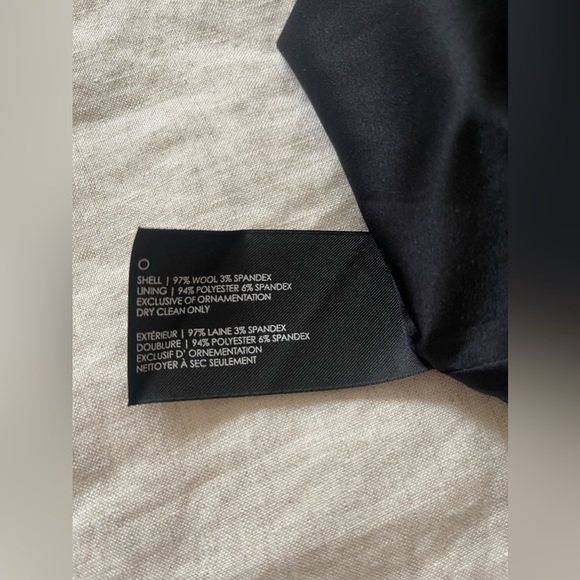 O
SHELL | 97% WOOL 3% SPANDEX
LINING | 94% POLYESTER 6% SPANDEX
EXCLUSIVE OF ORNAMENTATION
DRY CLEAN ONLY
EXTÉRIEUR | 97% LAINE 3% SPANDEX
DOUBLURE | 94% POLYESTER 6% SPANDEX
EXCLUSIF D' ORNEMENTATION
NETTOYER À SEC SEULEMENT